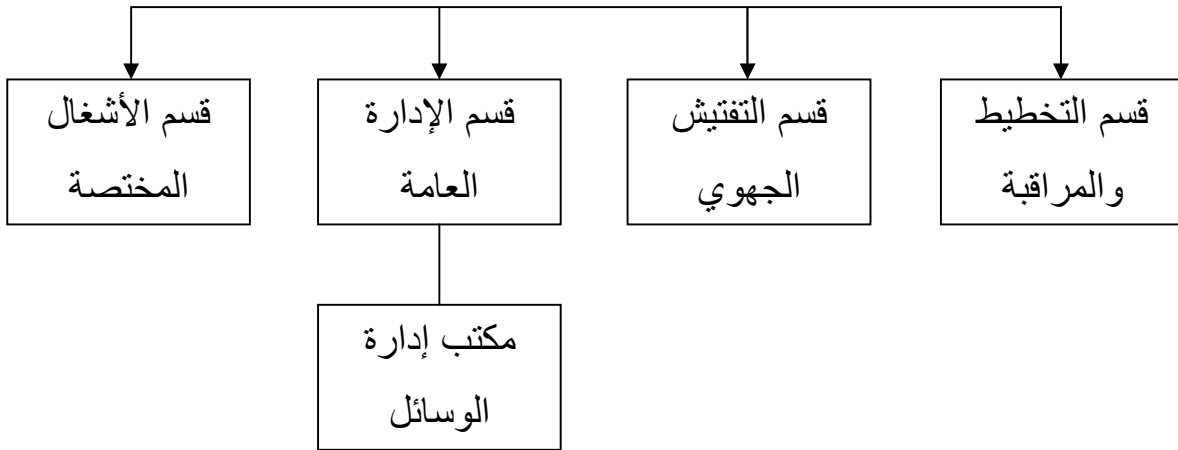 قسم التخطيط
والمراقبة
قسم التفتيش
الجهوي
قسم الإدارة
العامة
قسم الأشغال
المختصة
مكتب إدارة
الوسائل